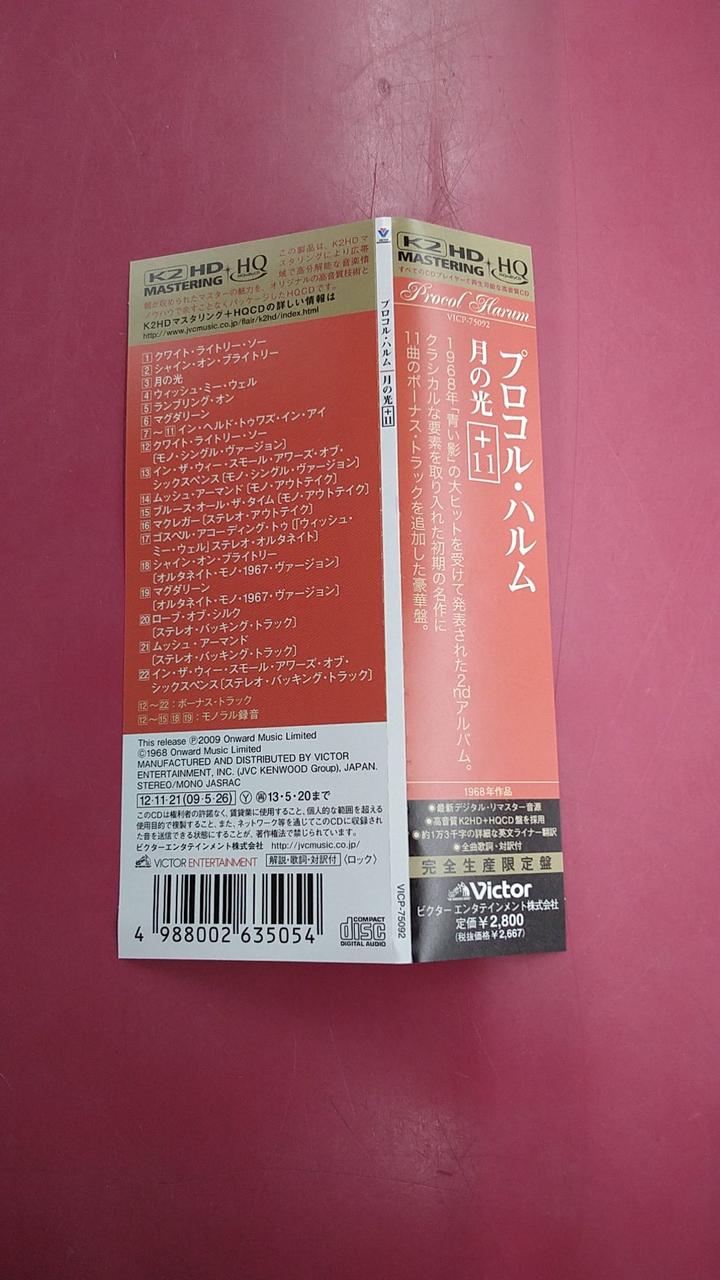 K2 HD MASTERING + HQ HiQualityCD
この製品は、K2HDマ
スタリングにより広帯
域で高分解能な音楽情
報が収められたマスターの魅力を、オリジナルの高音質技術と
ノウハウで余すことなくパッケージしたHQCDです。
K2HDマスタリング+HQCDの詳しい情報は
http://www.jvcmusic.co.jp/flair/k2hd/index.html
1 クワイト・ライトリー・ソー
2 シャイン・オン・ブライトリー
3 月の光
4 ウィッシュ・ミー・ウェル
5 ランブリング・オン
6 マグダリーン
7～11 イン・ヘルド・トゥワズ・イン・アイ
12 クワイト・ライトリー・ソー
[モノ・シングル・ヴァージョン]
13 イン・ザ・ウィー・スモール・アワーズ・オブ・
シックスペンス[モノ・シングル・ヴァージョン]
14 ムッシュ・アーマンド[モノ・アウトテイク]
15 ブルース・オール・ザ・タイム[モノ・アウトテイク]
16 マクレガー[ステレオ・アウトテイク]
17 ゴスペル・アコーディング・トゥ([ウィッシュ・
ミー・ウェル]ステレオ・オルタネイト)
18 シャイン・オン・ブライトリー
[オルタネイト・モノ・1967・ヴァージョン]
19 マグダリーン
[オルタネイト・モノ・1967・ヴァージョン]
20 ローブ・オブ・シルク
[ステレオ・バッキング・トラック]
21 ムッシュ・アーマンド
[ステレオ・バッキング・トラック]
22 イン・ザ・ウィー・スモール・アワーズ・オブ・
シックスペンス[ステレオ・バッキング・トラック]
12～22：ボーナス・トラック
12～15 18 19：モノラル録音
This release ℗2009 Onward Music Limited
©1968 Onward Music Limited
MANUFACTURED AND DISTRIBUTED BY VICTOR
ENTERTAINMENT, INC. (JVC KENWOOD Group), JAPAN.
STEREO/MONO JASRAC
12・11・21(09・5・26) Ⓨ ㊢13・5・20まで
このCDは権利者の許諾なく、賃貸業に使用すること、個人的な範囲を超える
使用目的で複製すること、また、ネットワーク等を通じてこのCDに収録され
た音を送信できる状態にすることが、著作権法で禁じられています。
ビクターエンタテインメント株式会社 http://jvcmusic.co.jp/
VICTOR ENTERTAINMENT 解説・歌詞・対訳付 〈ロック〉
4 988002 635054
COMPACT disc DIGITAL AUDIO
プロコル・ハルム 月の光 +11
VICP-75092
K2 HD MASTERING + HQ HiQualityCD
すべてのCDプレイヤーで再生可能な高音質CD
Procol Harum
VICP-75092
プロコル・ハルム
月の光 +11
1968年「青い影」の大ヒットを受けて発表された2ndアルバム。
クラシカルな要素を取り入れた初期の名作に
11曲のボーナス・トラックを追加した豪華盤。
1968年作品
●最新デジタル・リマスター音源
●高音質K2HD+HQCD盤を採用
●約1万3千字の詳細な英文ライナー翻訳
●全曲歌詞・対訳付
完全生産限定盤
Victor
ビクター エンタテインメント株式会社
定価￥2,800
(税抜価格￥2,667)